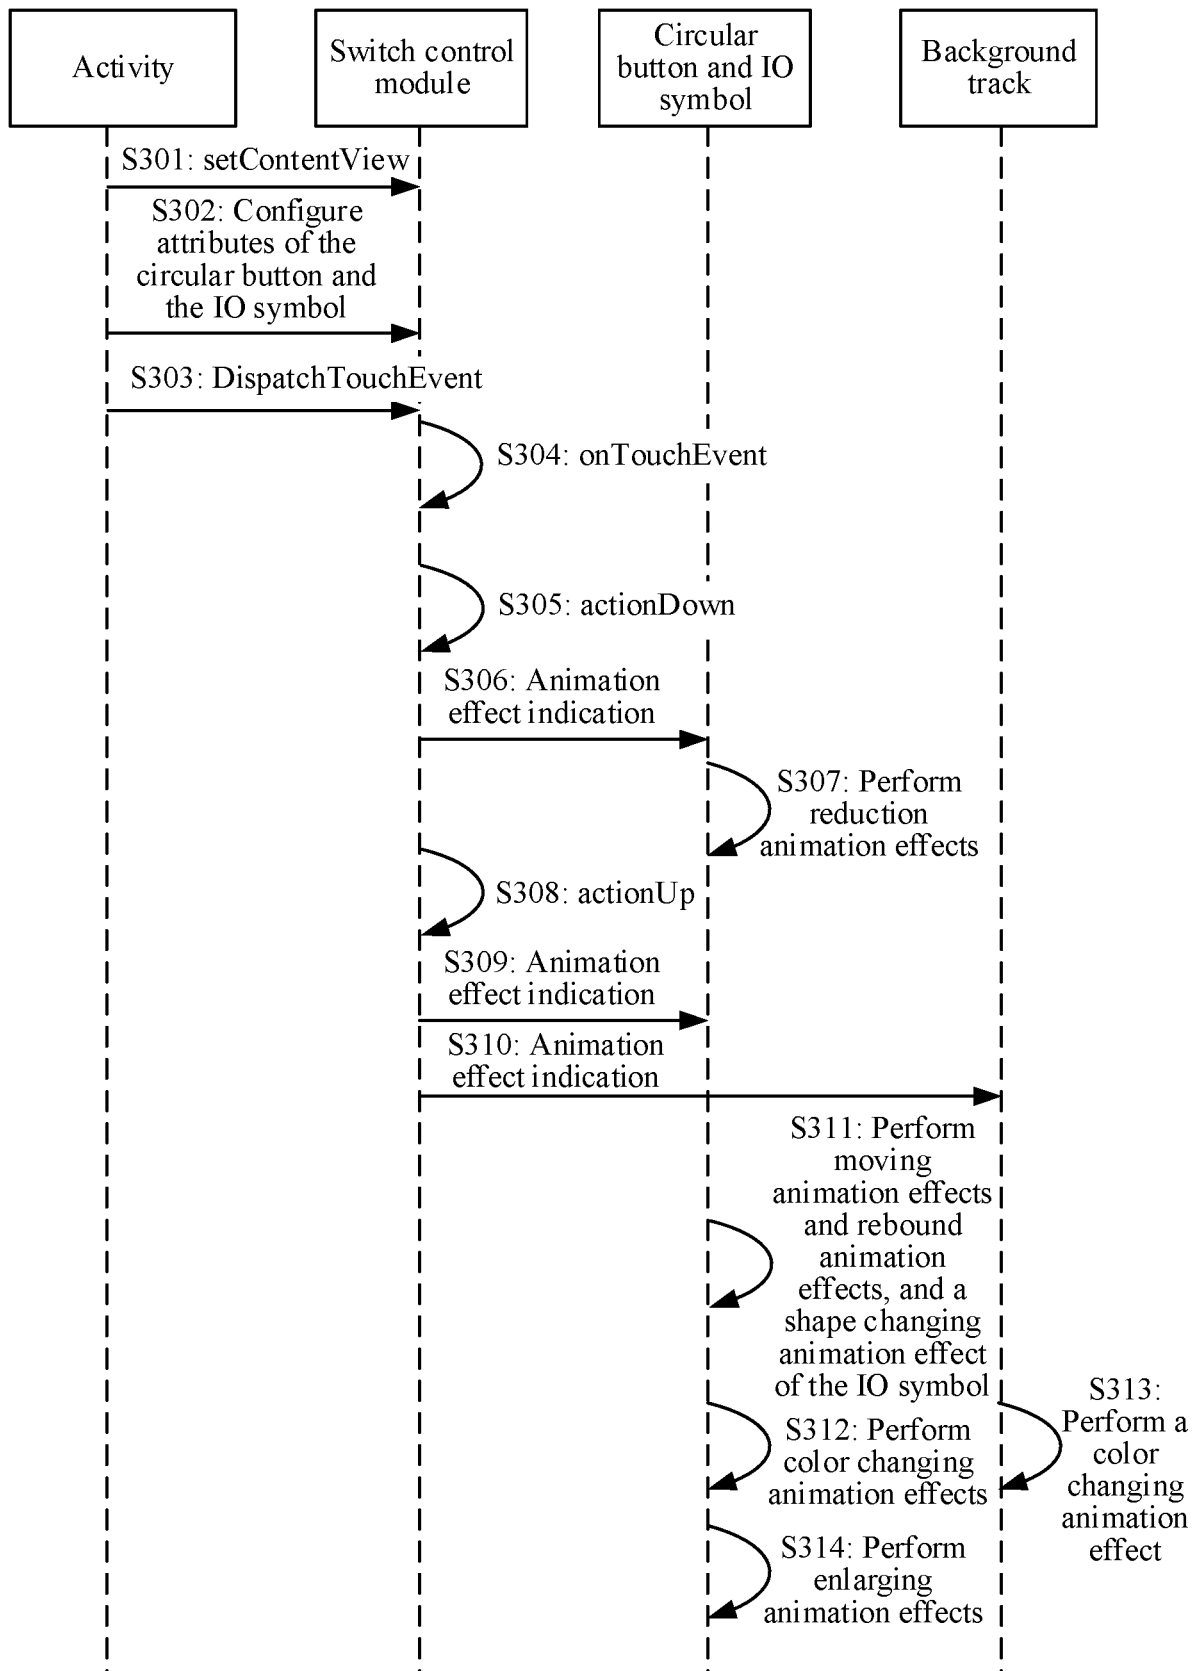 Activity
Switch control
module
Circular
button and IO
symbol
Background
track
S301: setContentView
S302: Configure
attributes of the
circular button and
the IO symbol
S303: DispatchTouchEvent
S304: onTouchEvent
S305: actionDown
S306: Animation
effect indication
S307: Perform
reduction
animation effects
S308: actionUp
S309: Animation
effect indication
S310: Animation
effect indication
S311: Perform
moving
animation effects
and rebound
animation
effects, and a
shape changing
animation effect
of the IO symbol
S312: Perform
color changing
animation effects
S313:
Perform a
color
changing
animation
effect
S314: Perform
enlarging
animation effects